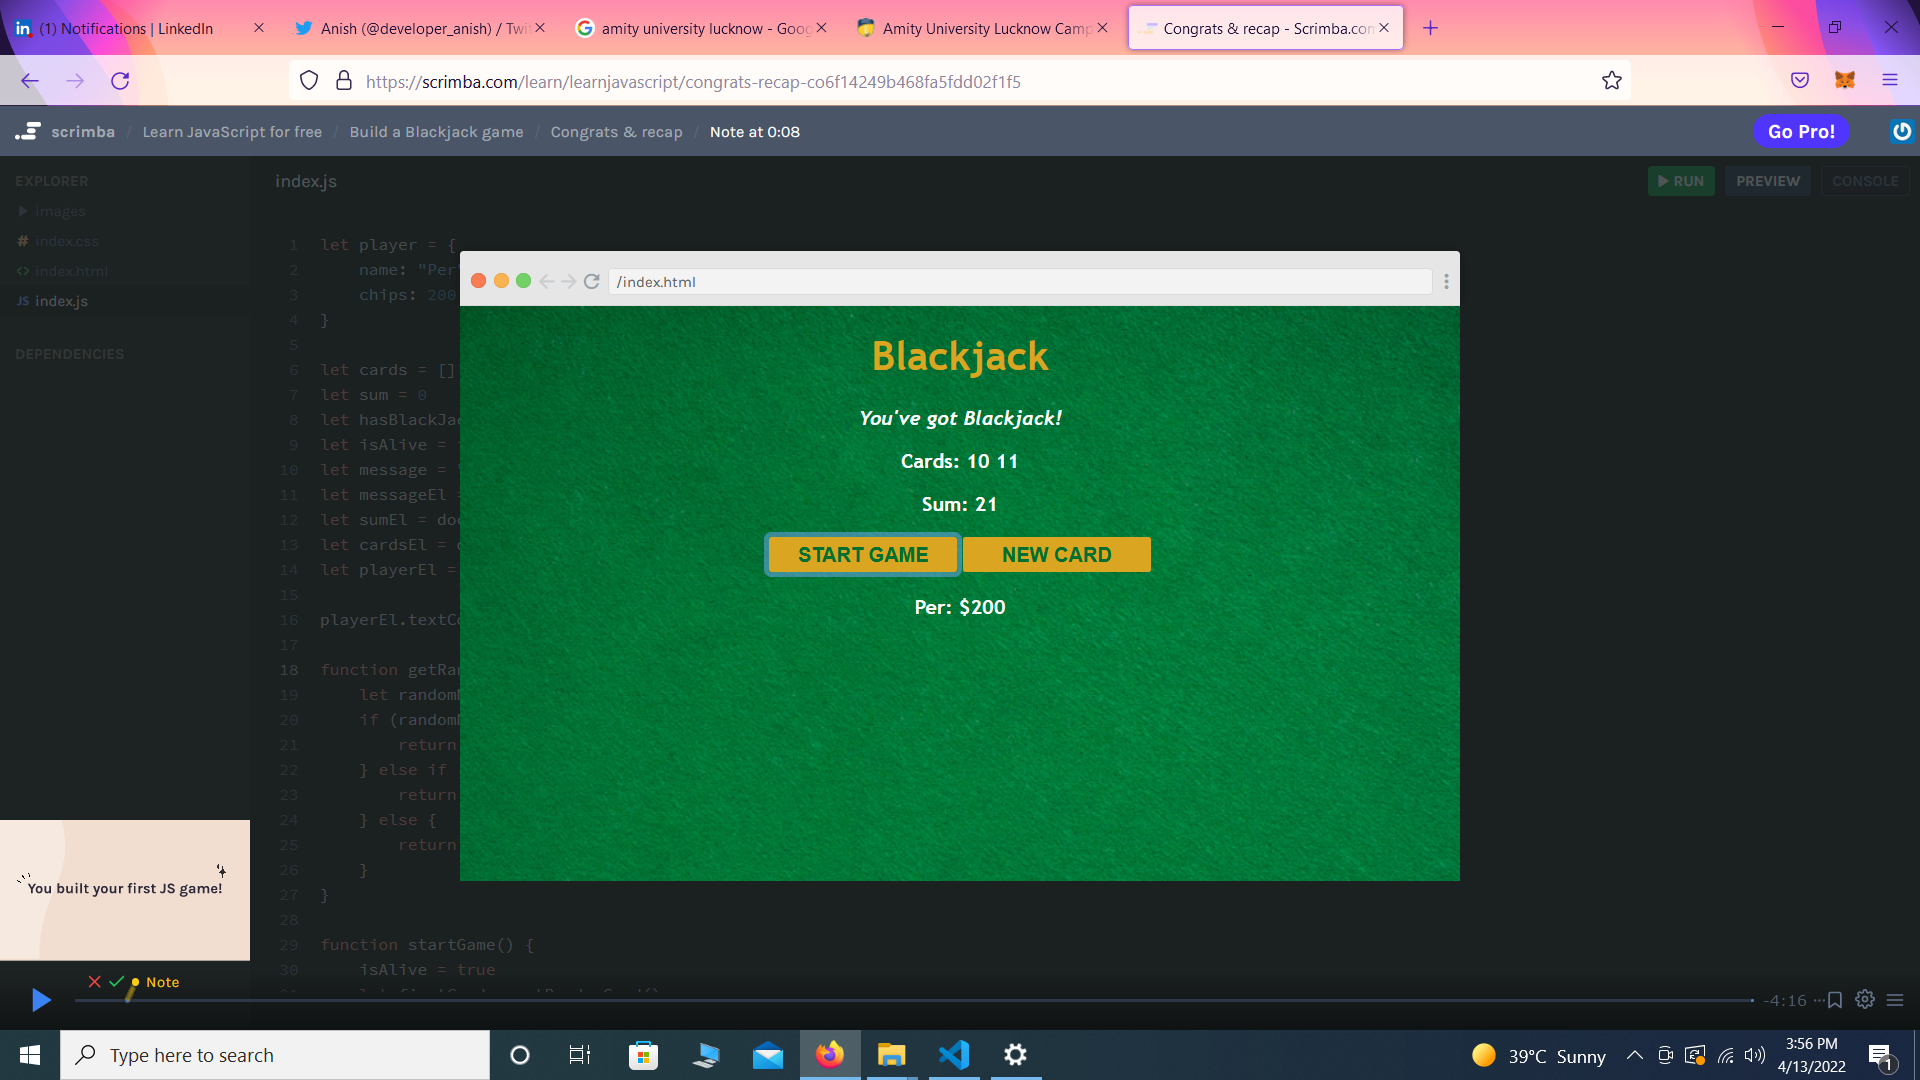 (1) Notifications | LinkedIn
Anish (@developer_anish) / Twi
amity university lucknow - Goog
Amity University Lucknow Camp
Congrats & recap - Scrimba.com
https://scrimba.com/learn/learnjavascript/congrats-recap-co6f14249b468fa5fdd02f1f5
scrimba / Learn JavaScript for free / Build a Blackjack game / Congrats & recap / Note at 0:08
Go Pro!
EXPLORER
images
# index.css
<> index.html
JS index.js
DEPENDENCIES
index.js
RUN
PREVIEW
CONSOLE
1 let player = {
2 name: "Per"
3 chips: 200
4 }
5
6 let cards = []
7 let sum = 0
8 let hasBlackJac
9 let isAlive =
10 let message =
11 let messageEl =
12 let sumEl = doc
13 let cardsEl =
14 let playerEl =
15
16 playerEl.textCo
17
18 function getRan
19 let random
20 if (random
21 return
22 } else if
23 return
24 } else {
25 return
26 }
27 }
28
29 function startGame() {
30 isAlive = true
/index.html
Blackjack
You've got Blackjack!
Cards: 10 11
Sum: 21
START GAME
NEW CARD
Per: $200
You built your first JS game!
Note
-4:16
Type here to search
39°C Sunny
3:56 PM
4/13/2022
1